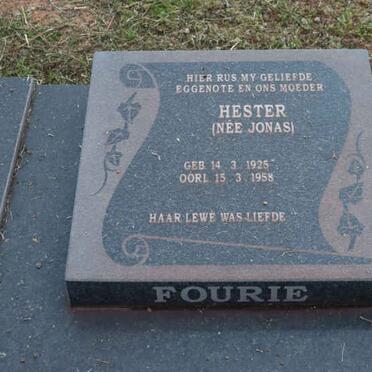 HIER RUS MY GELIEFDE
EGGENOTE EN ONS MOEDER
HESTER
(NÉE JONAS)
GEB 14. 3. 1925
OORL 15. 3. 1958
HAAR LEWE WAS LIEFDE
FOURIE